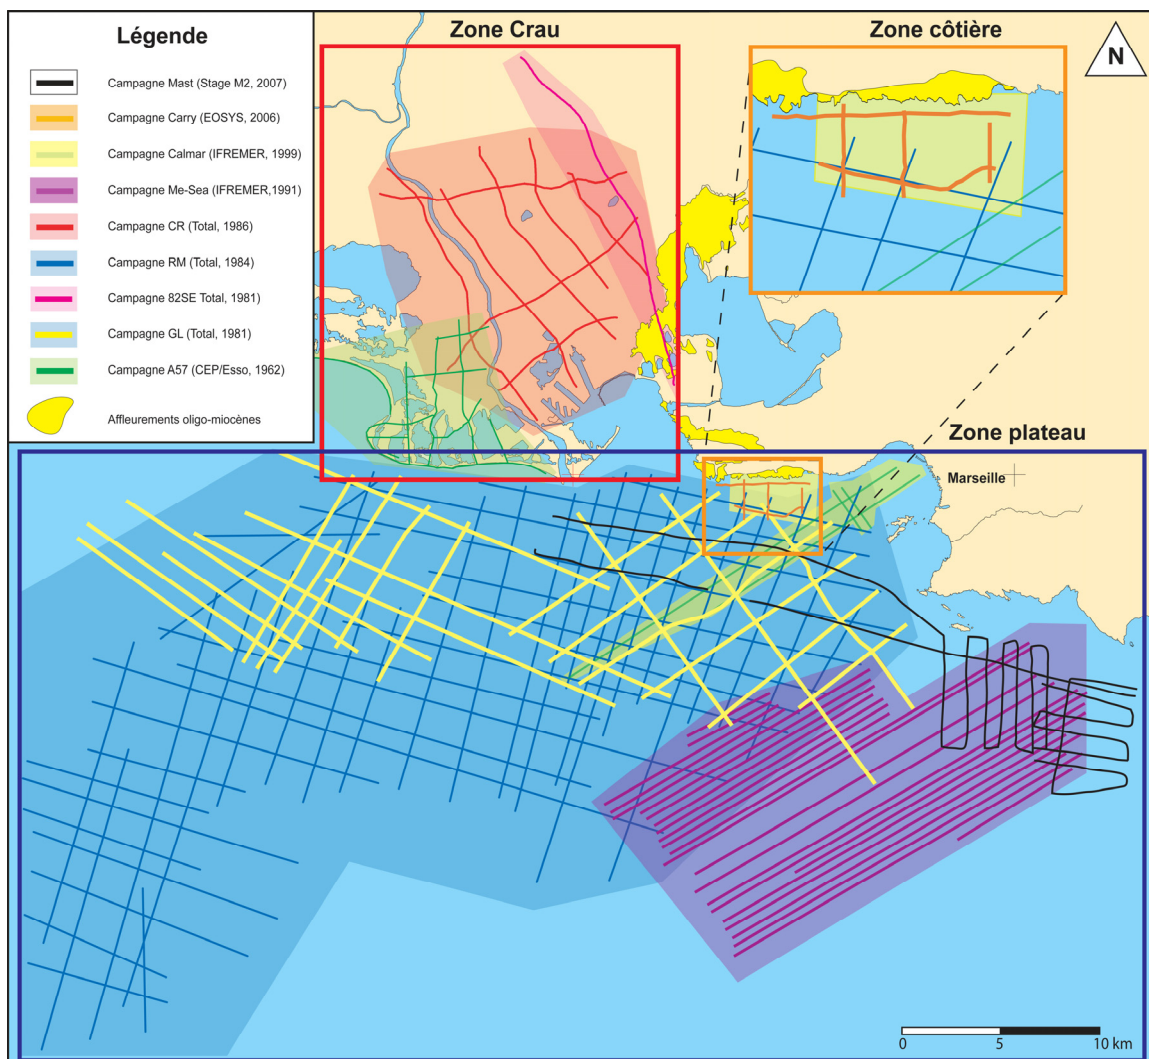 Légende
Campagne Mast (Stage M2, 2007)
Campagne Carry (EOSYS, 2006)
Campagne Calmar (IFREMER, 1999)
Campagne Me-Sea (IFREMER,1991)
Campagne CR (Total, 1986)
Campagne RM (Total, 1984)
Campagne 82SE Total, 1981)
Campagne GL (Total, 1981)
Campagne A57 (CEP/Esso, 1962)
Affleurements oligo-miocènes
Zone Crau
Zone côtière
N
Zone plateau
Marseille
0 5 10 km